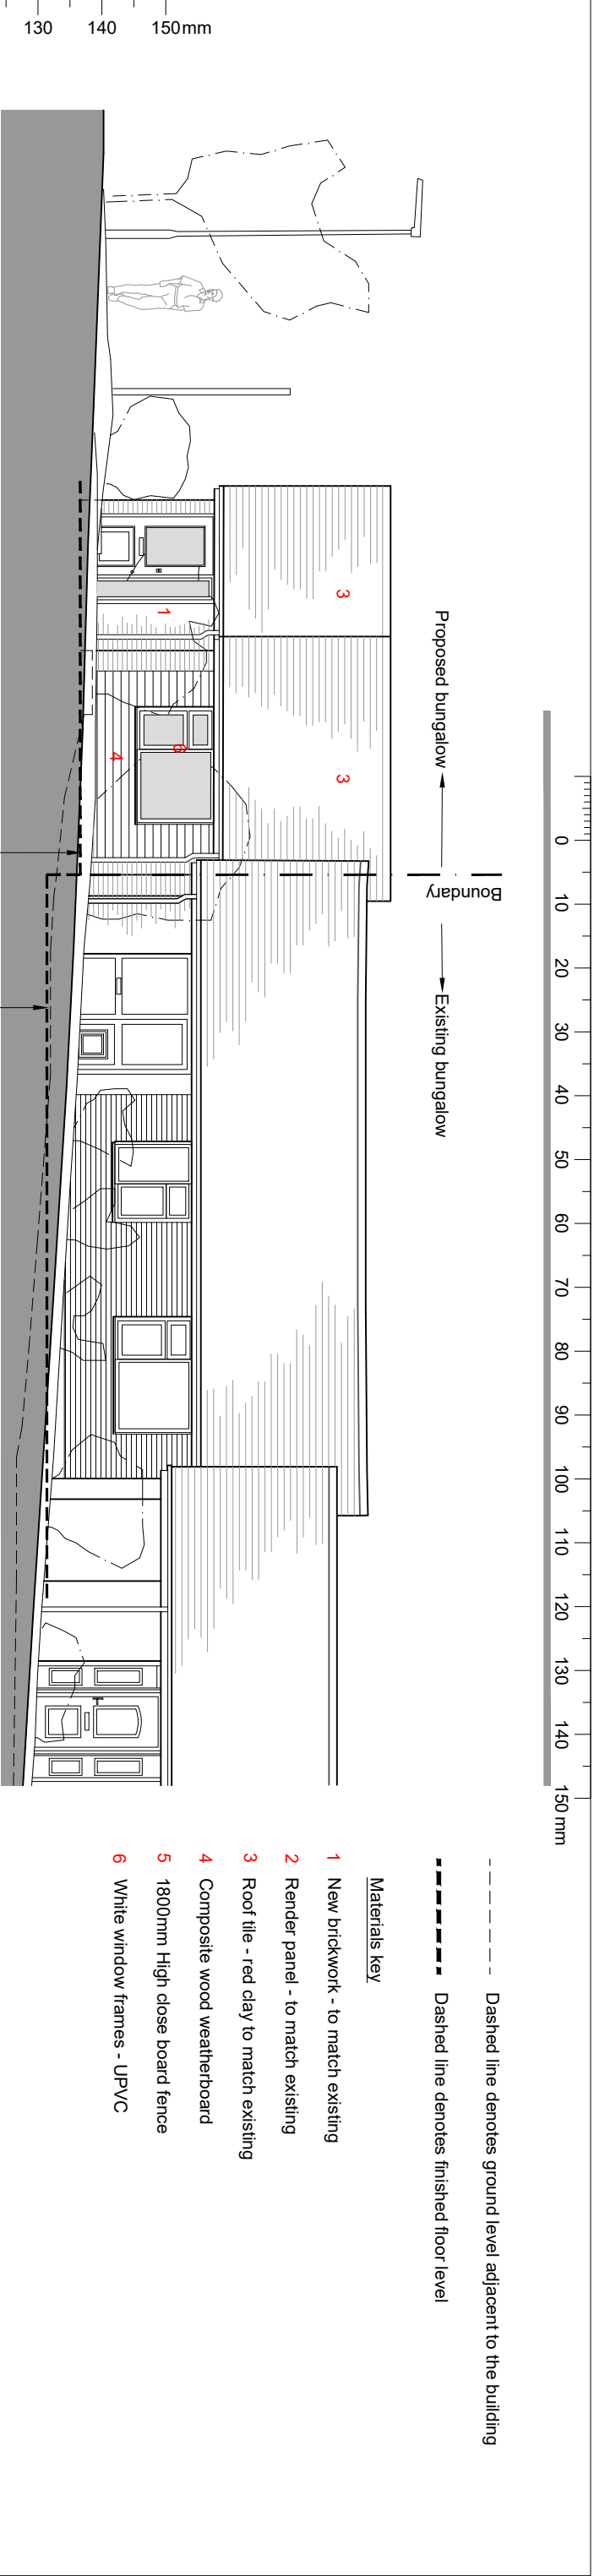 130
140
150mm
0
10
20
30
40
50
60
70
80
90
100
110
120
130
140
150 mm
Proposed bungalow
Boundary
Existing bungalow
3
3
1
6
4
Dashed line denotes ground level adjacent to the building
Dashed line denotes finished floor level
Materials key
1 New brickwork - to match existing
2 Render panel - to match existing
3 Roof tile - red clay to match existing
4 Composite wood weatherboard
5 1800mm High close board fence
6 White window frames - UPVC